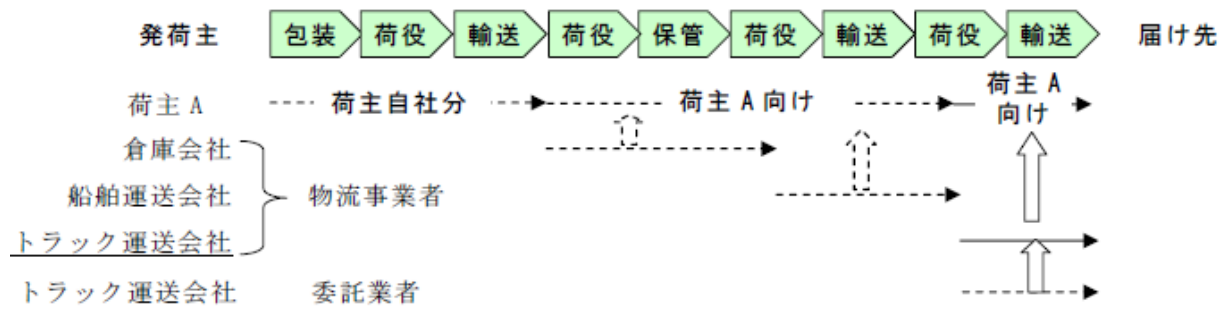 発荷主 包装 荷役 輸送 荷役 保管 荷役 輸送 荷役 輸送 届け先
荷主 A 荷主自社分 荷主 A 向け 荷主 A
向け
倉庫会社
船舶運送会社 物流事業者
トラック運送会社
トラック運送会社 委託業者